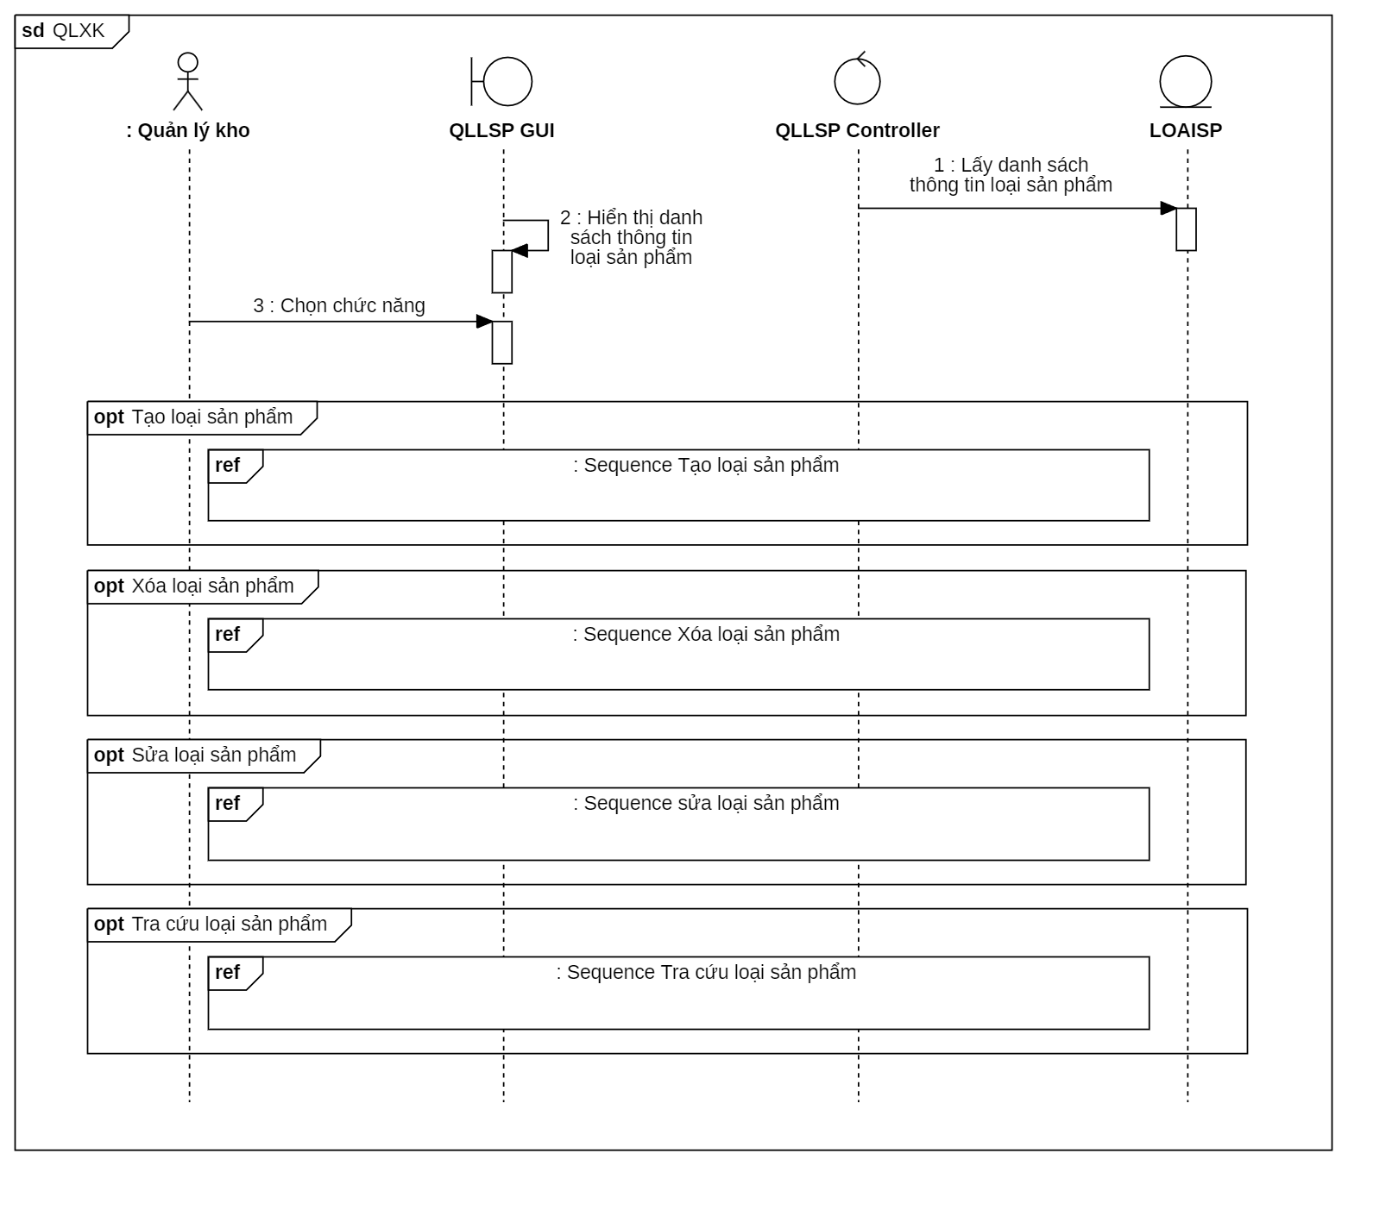 sd QLXK
: Quản lý kho
QLLSP GUI
QLLSP Controller
LOAISP
1 : Lấy danh sách
thông tin loại sản phẩm
2 : Hiển thị danh
sách thông tin
loại sản phẩm
3 : Chọn chức năng
opt Tạo loại sản phẩm
ref : Sequence Tạo loại sản phẩm
opt Xóa loại sản phẩm
ref : Sequence Xóa loại sản phẩm
opt Sửa loại sản phẩm
ref : Sequence sửa loại sản phẩm
opt Tra cứu loại sản phẩm
ref : Sequence Tra cứu loại sản phẩm